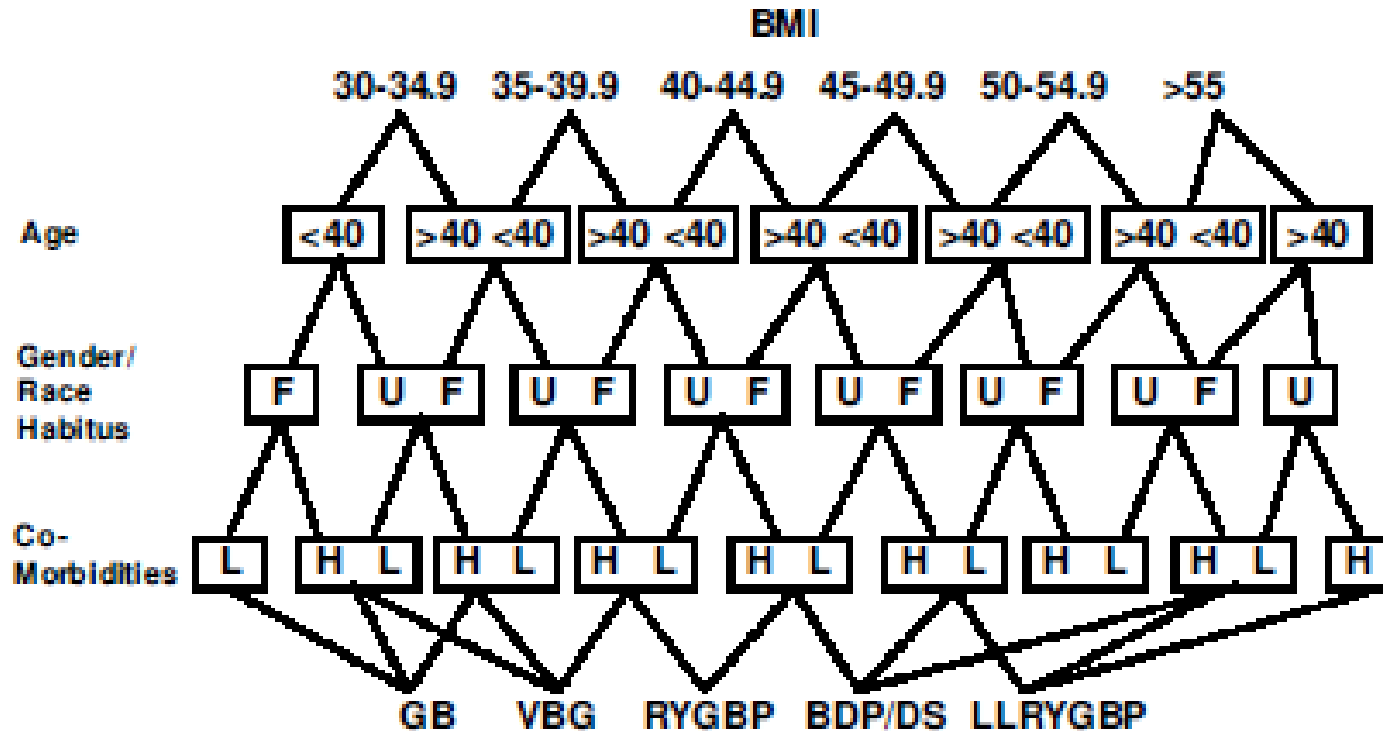 BMI
30-34.9 35-39.9 40-44.9 45-49.9 50-54.9 >55
Age <40 >40 <40 >40 <40 >40 <40 >40 <40 >40 <40 >40
Gender/
Race F U F U F U F U F U F U F U
Habitus
Co-
Morbidities L H L H L H L H L H L H L H L H
GB VBG RYGBP BDP/DS LLRYGBP